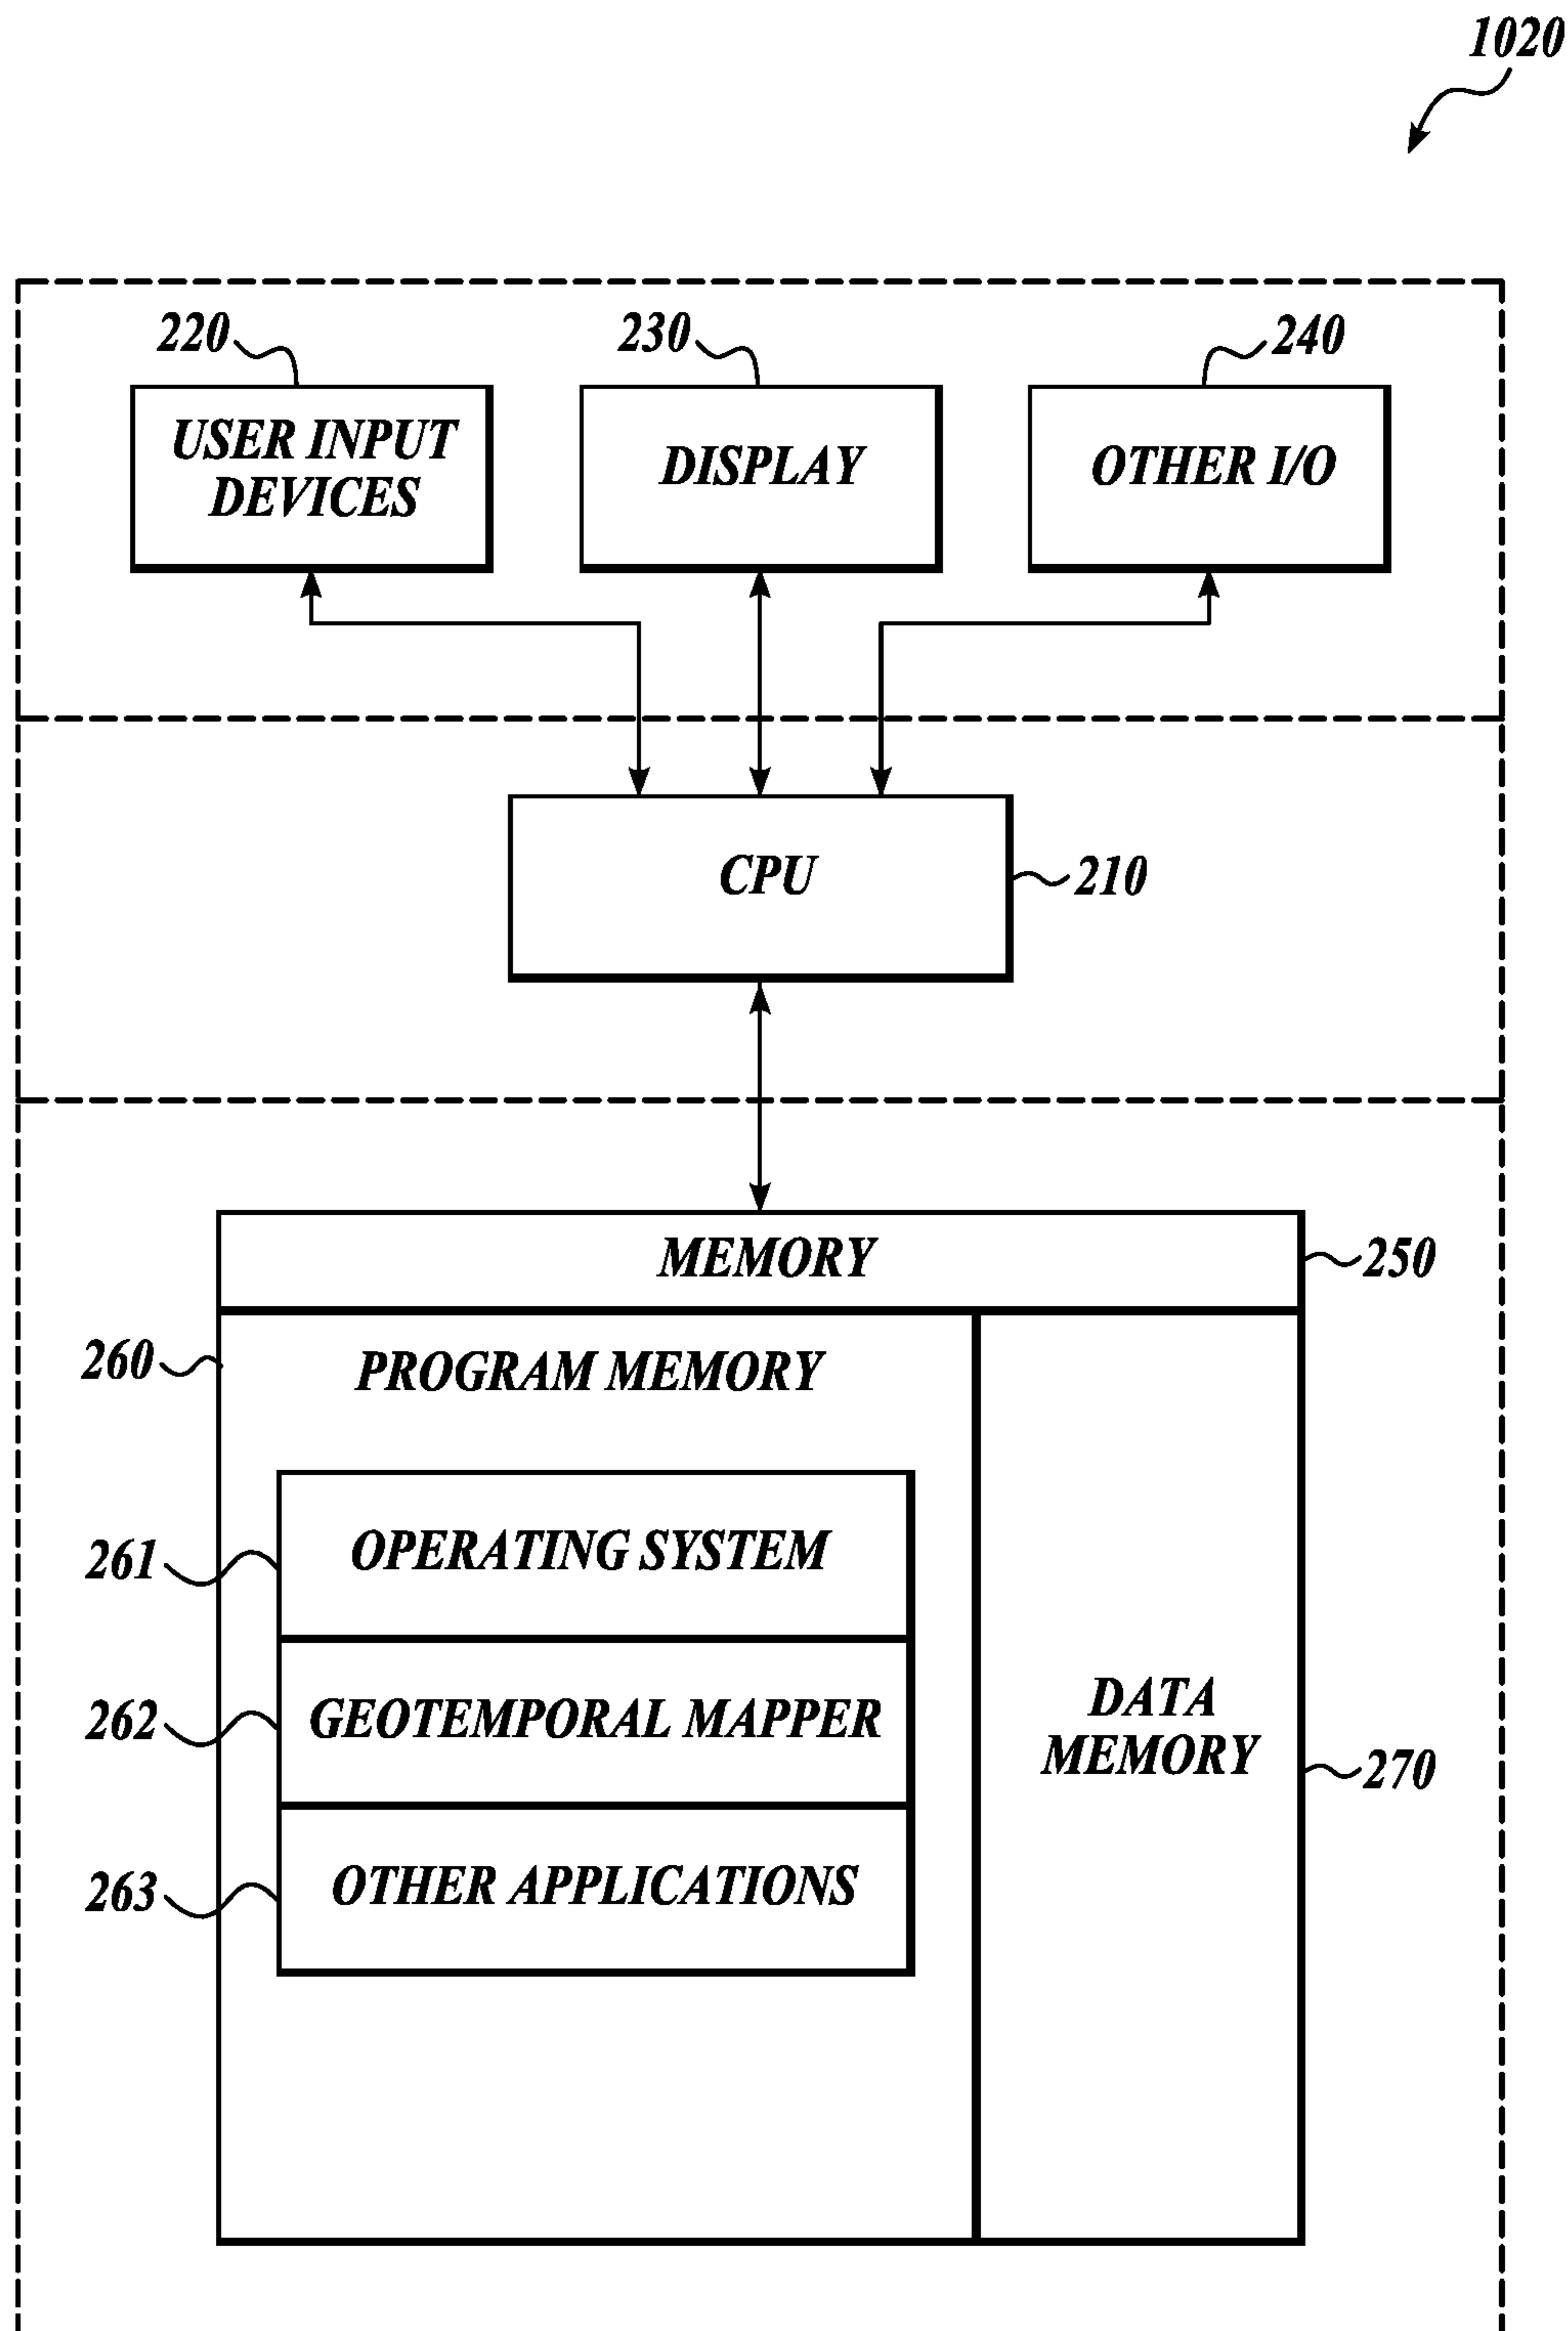 1020
220
230
240
USER INPUT
DEVICES
DISPLAY
OTHER I/O
CPU
210
MEMORY
250
260
PROGRAM MEMORY
261
OPERATING SYSTEM
262
GEOTEMPORAL MAPPER
263
OTHER APPLICATIONS
DATA
MEMORY
270